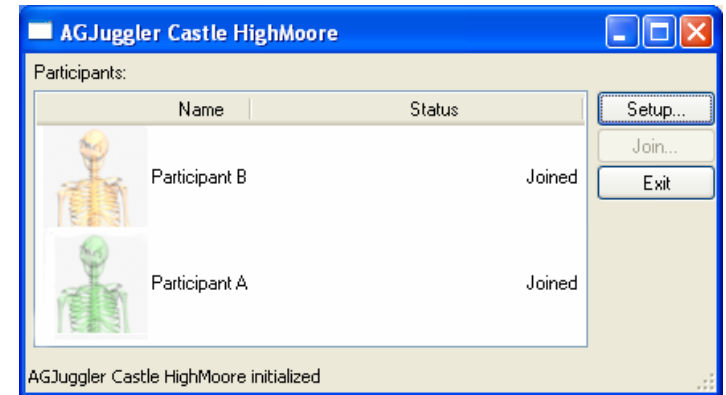 AGJuggler Castle HighMoore
Participants:
Name Status
Setup...
Join...
Exit
Participant B Joined
Participant A Joined
AGJuggler Castle HighMoore initialized